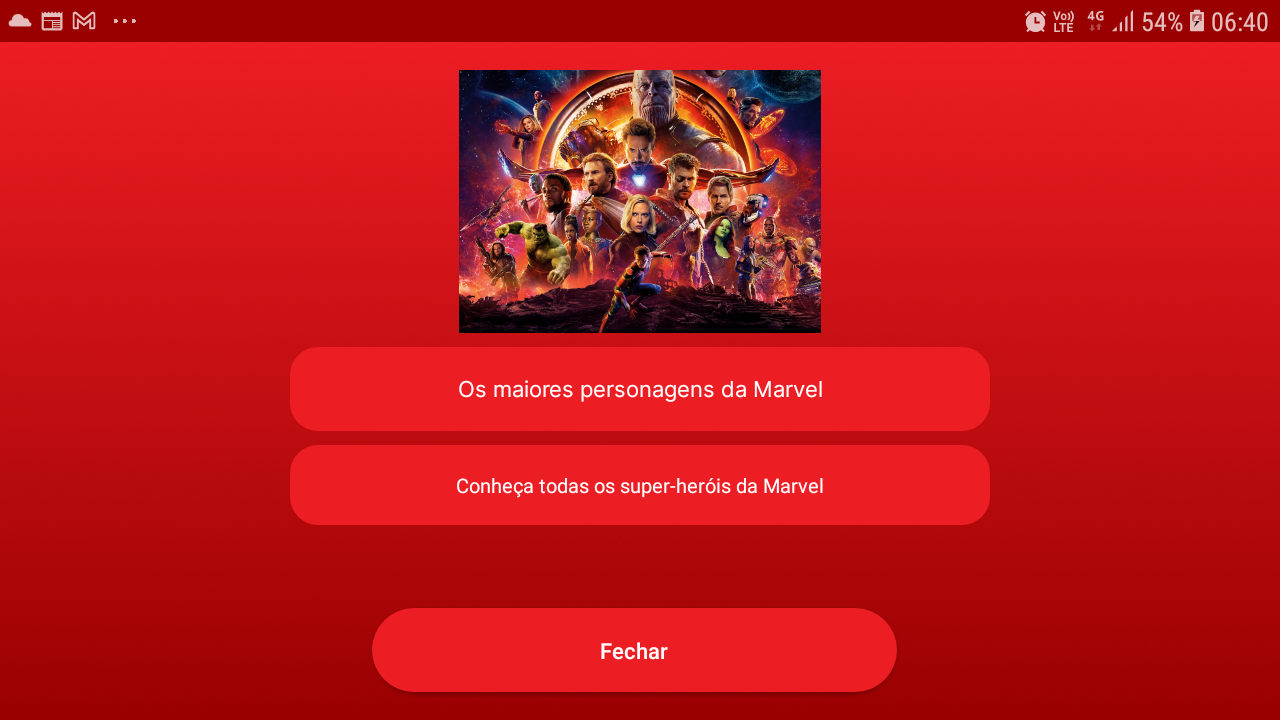 Vo))
LTE
4G
54%
06:40
Os maiores personagens da Marvel
Conheça todas os super-heróis da Marvel
Fechar